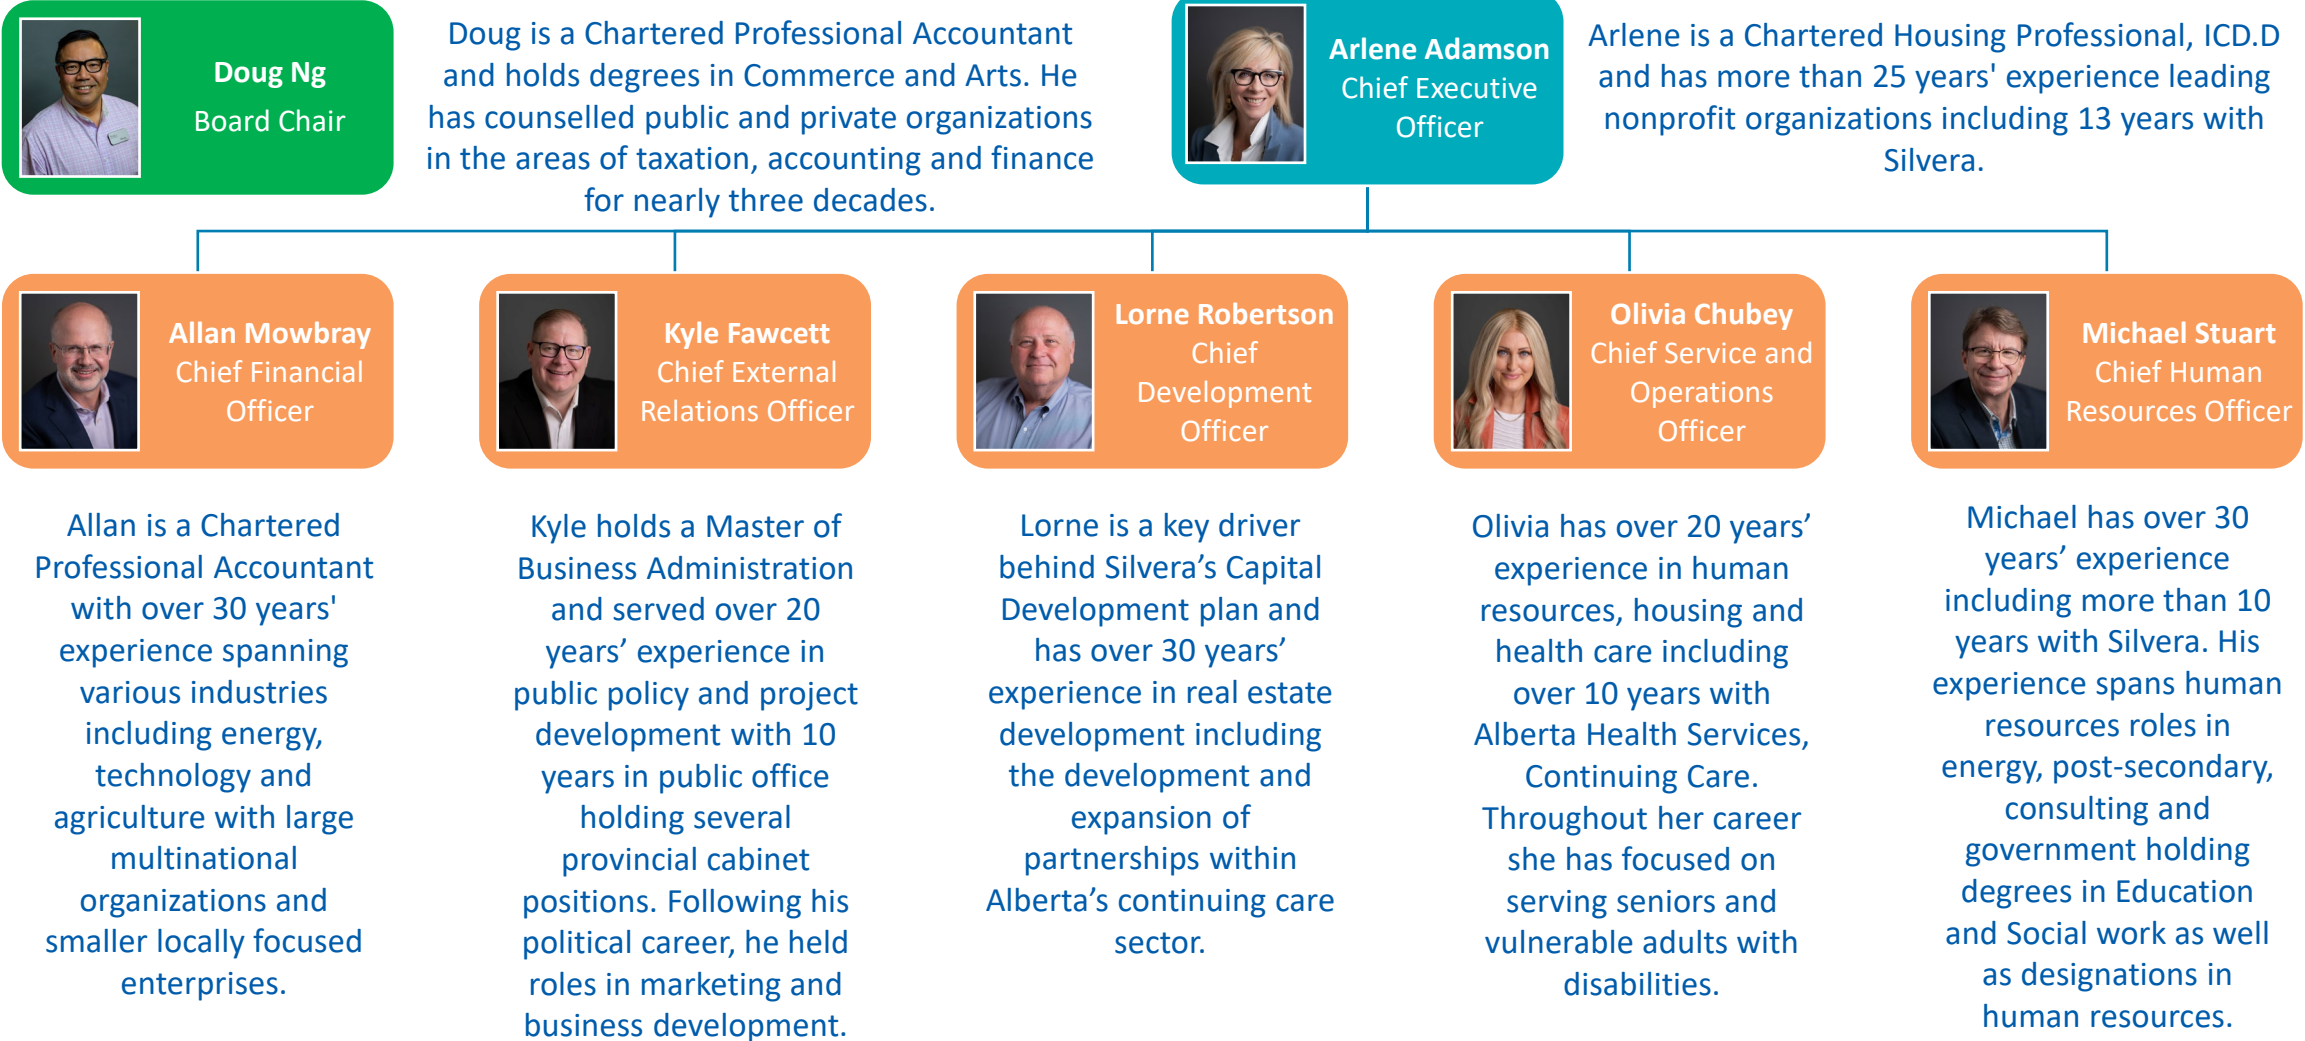 Doug Ng
Board Chair
Doug is a Chartered Professional Accountant
and holds degrees in Commerce and Arts. He
has counselled public and private organizations
in the areas of taxation, accounting and finance
for nearly three decades.
Arlene Adamson
Chief Executive
Officer
Arlene is a Chartered Housing Professional, ICD.D
and has more than 25 years' experience leading
nonprofit organizations including 13 years with
Silvera.
Allan Mowbray
Chief Financial
Officer
Kyle Fawcett
Chief External
Relations Officer
Lorne Robertson
Chief
Development
Officer
Olivia Chubey
Chief Service and
Operations
Officer
Michael Stuart
Chief Human
Resources Officer
Allan is a Chartered
Professional Accountant
with over 30 years'
experience spanning
various industries
including energy,
technology and
agriculture with large
multinational
organizations and
smaller locally focused
enterprises.
Kyle holds a Master of
Business Administration
and served over 20
years’ experience in
public policy and project
development with 10
years in public office
holding several
provincial cabinet
positions. Following his
political career, he held
roles in marketing and
business development.
Lorne is a key driver
behind Silvera’s Capital
Development plan and
has over 30 years’
experience in real estate
development including
the development and
expansion of
partnerships within
Alberta’s continuing care
sector.
Olivia has over 20 years’
experience in human
resources, housing and
health care including
over 10 years with
Alberta Health Services,
Continuing Care.
Throughout her career
she has focused on
serving seniors and
vulnerable adults with
disabilities.
Michael has over 30
years’ experience
including more than 10
years with Silvera. His
experience spans human
resources roles in
energy, post-secondary,
consulting and
government holding
degrees in Education
and Social work as well
as designations in
human resources.